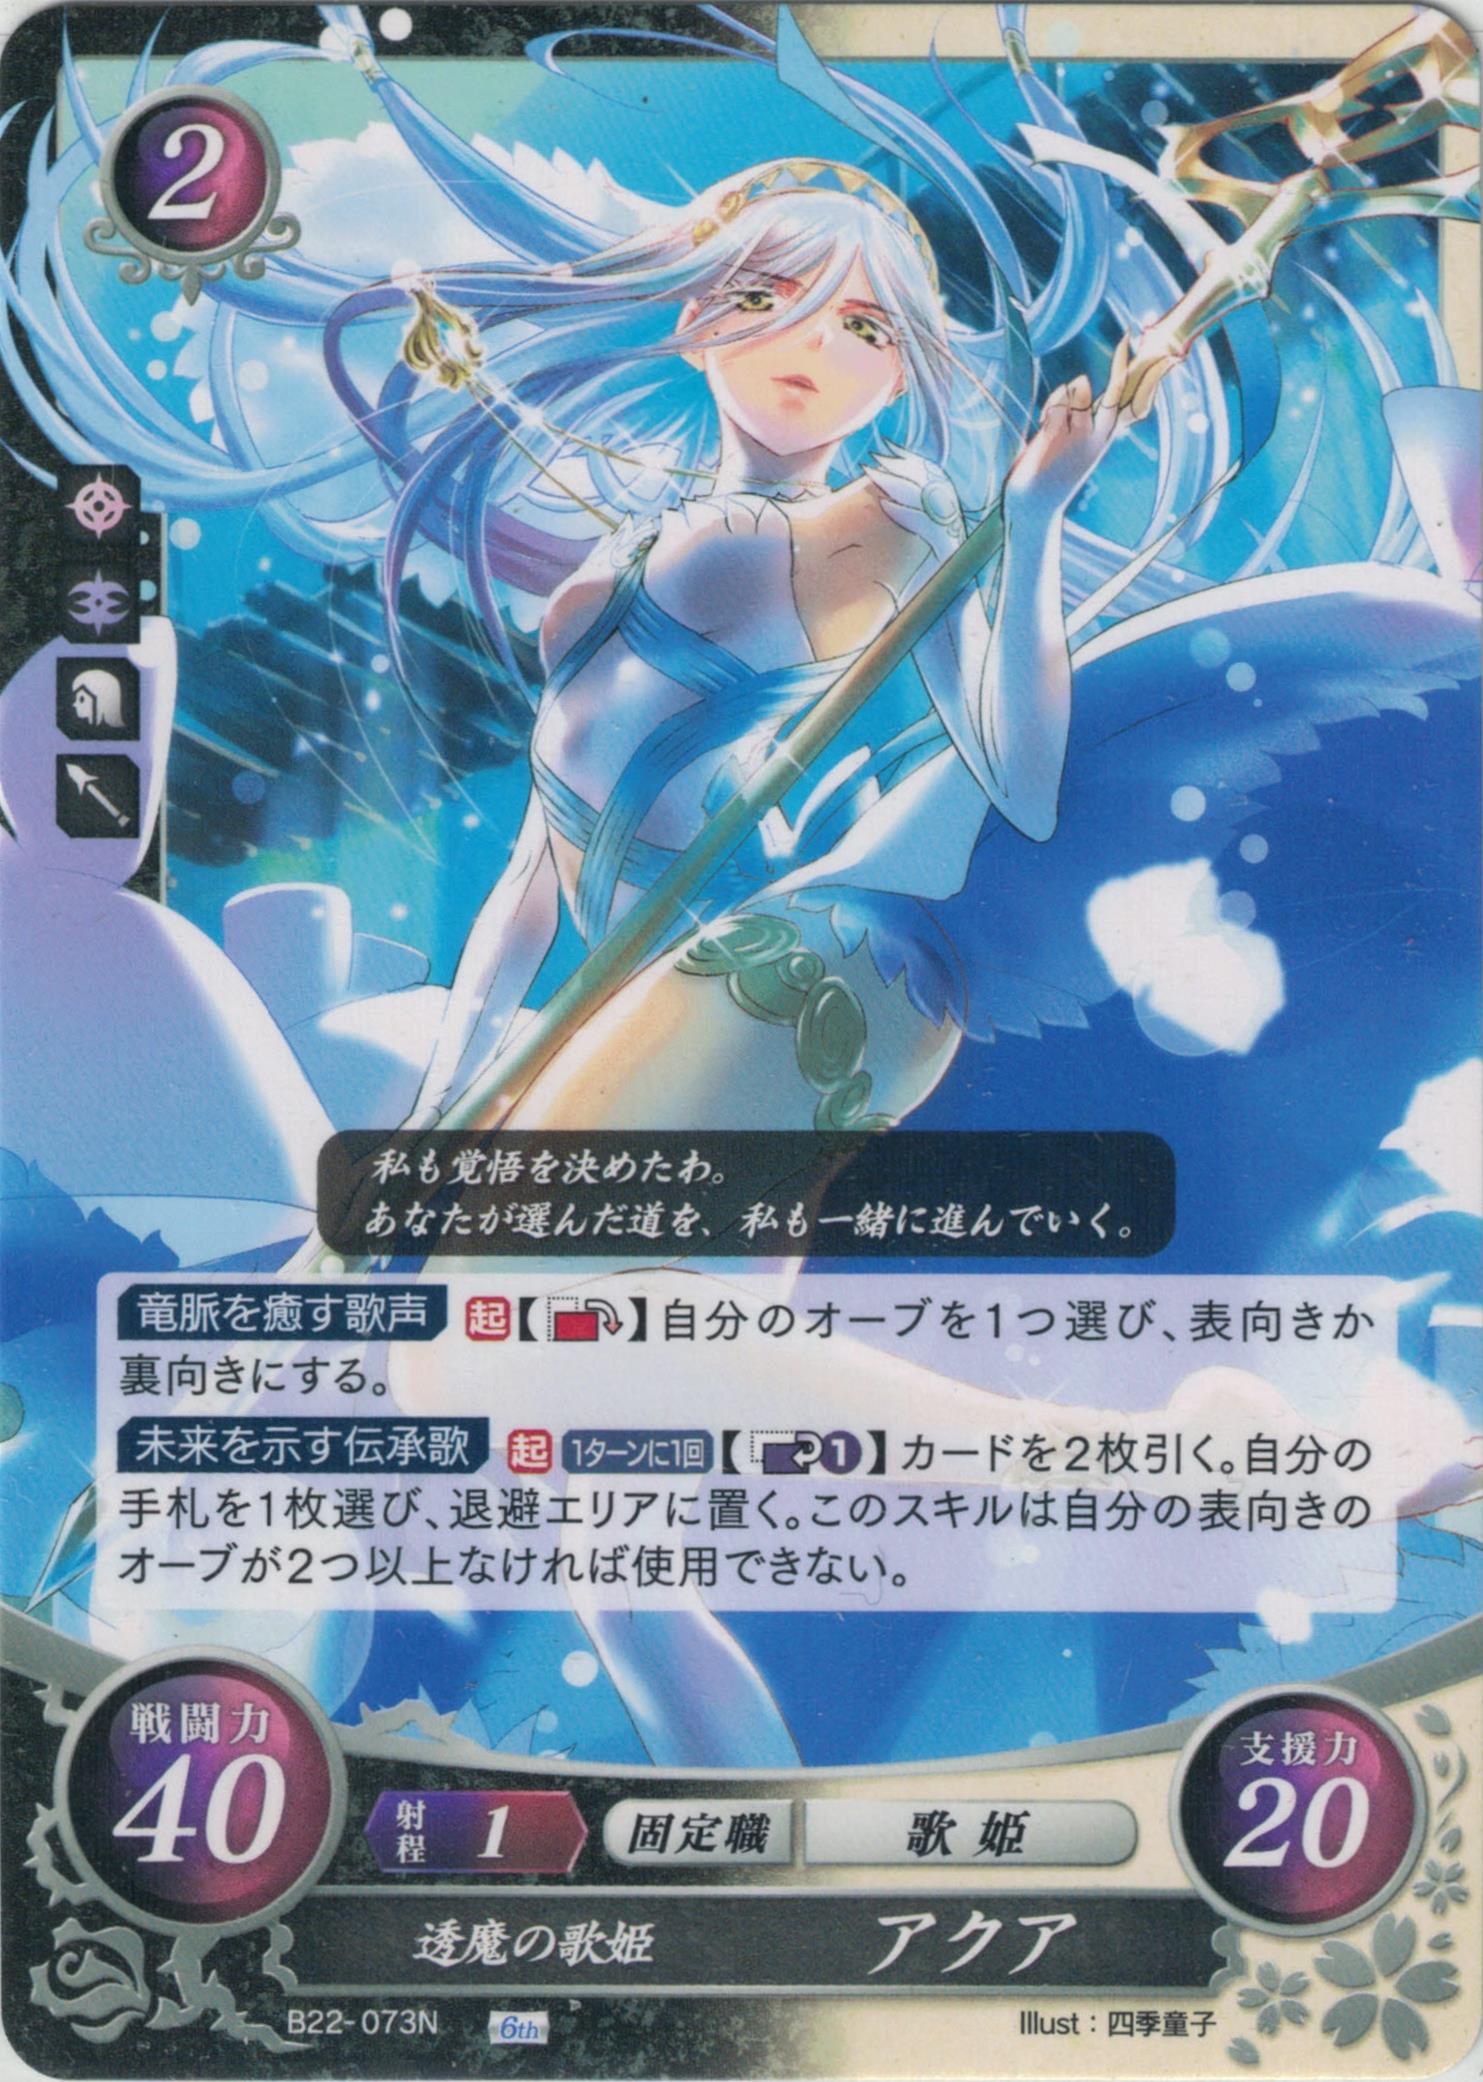 2
私も覚悟を決めたわ。
あなたが選んだ道を、私も一緒に進んでいく。
竜脈を癒す歌声 起【】自分のオーブを1つ選び、表向きか
裏向きにする。
未来を示す伝承歌 起 1ターンに1回【1】カードを2枚引く。自分の
手札を1枚選び、退避エリアに置く。このスキルは自分の表向きの
オーブが2つ以上なければ使用できない。
戦闘力
40
射程 1
固定職 歌姫
支援力
20
透魔の歌姫 アクア
B22-073N 6th Illust:四季童子